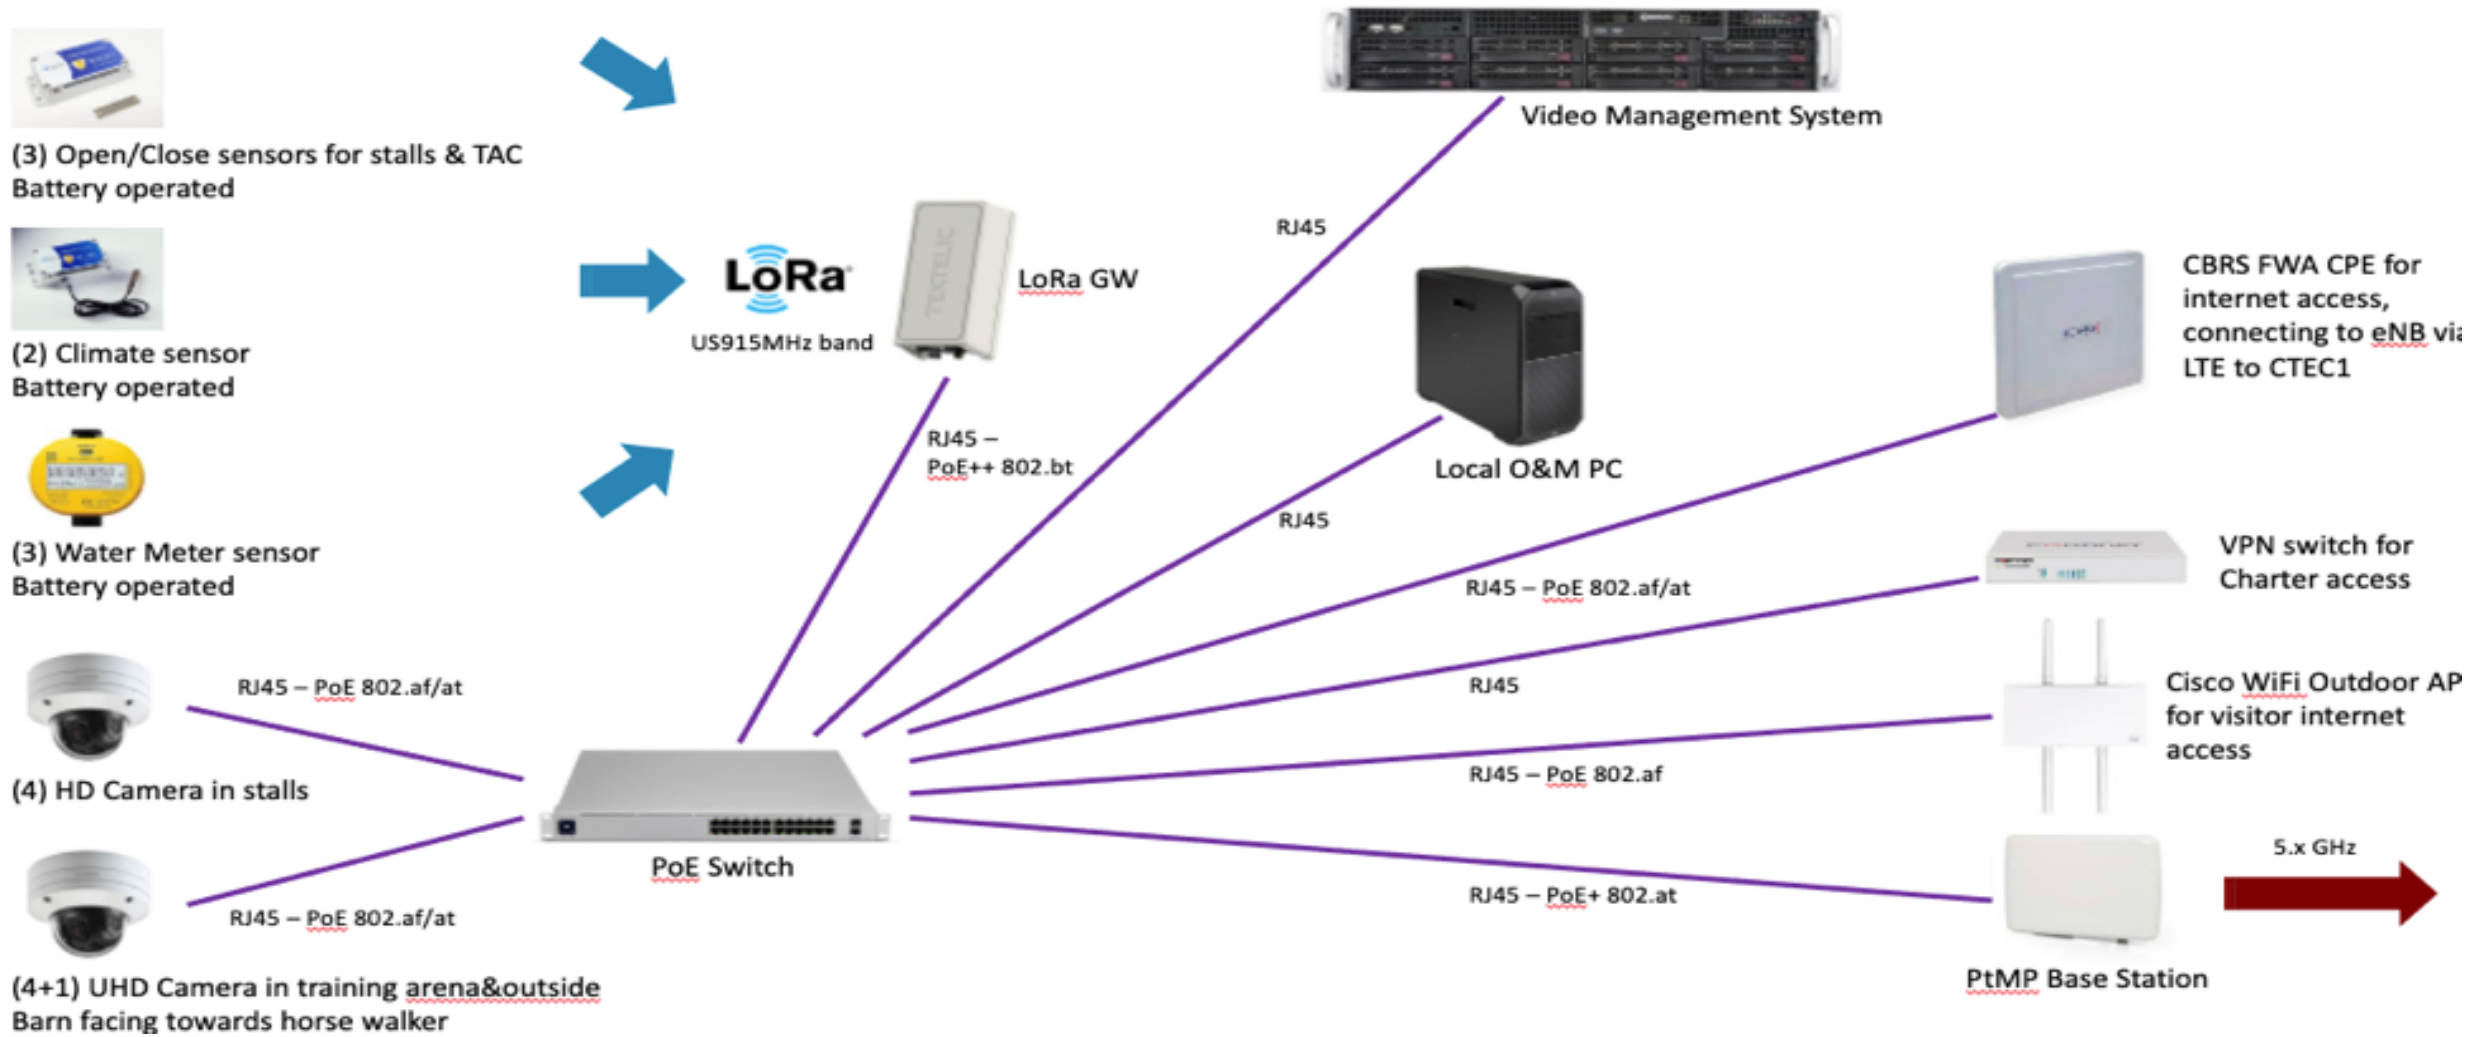 (3) Open/Close sensors for stalls & TAC
Battery operated
(2) Climate sensor
Battery operated
(3) Water Meter sensor
Battery operated
RJ45 – PoE 802.af/at
(4) HD Camera in stalls
RJ45 – PoE 802.af/at
(4+1) UHD Camera in training arena&outside
Barn facing towards horse walker
LoRa
US915MHz band
TEKTELIC
LoRa GW
RJ45 –
PoE++ 802.bt
PoE Switch
Video Management System
RJ45
Local O&M PC
RJ45
CBRS FWA CPE for
internet access,
connecting to eNB via
LTE to CTEC1
RJ45 – PoE 802.af/at
VPN switch for
Charter access
RJ45
Cisco WiFi Outdoor AP
for visitor internet
access
RJ45 – PoE 802.af
5.x GHz
RJ45 – PoE+ 802.at
PtMP Base Station